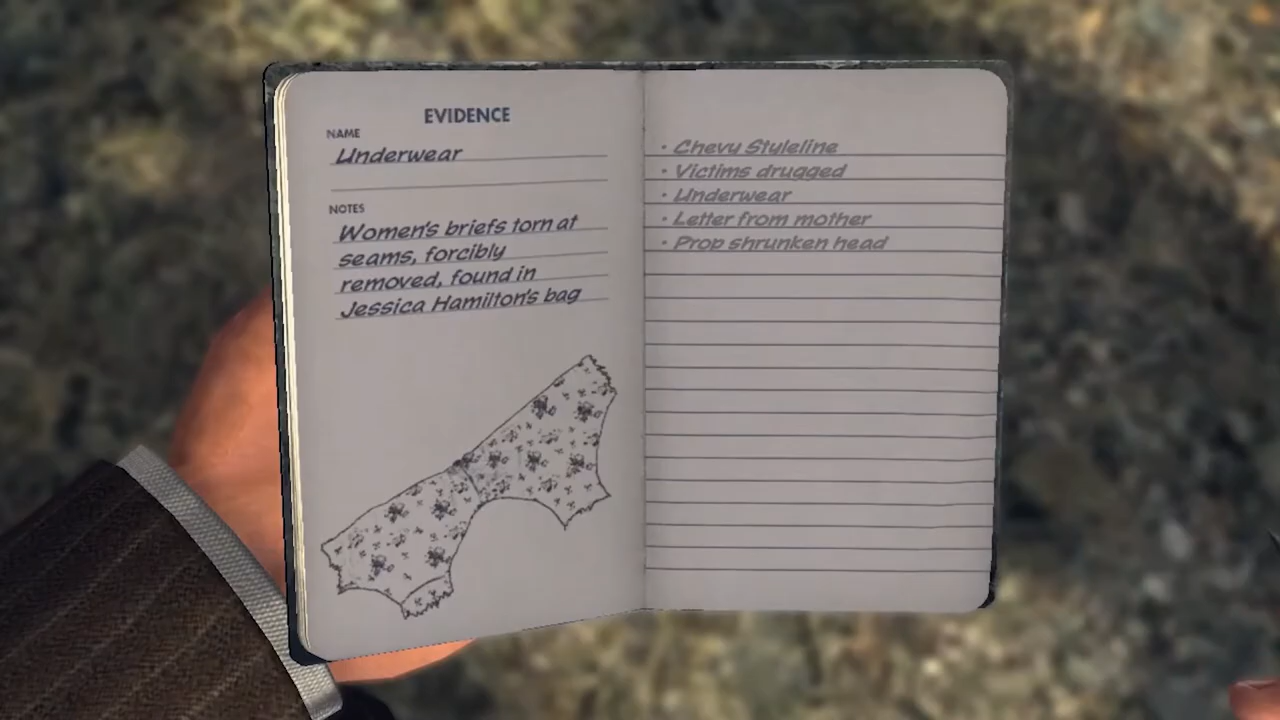 EVIDENCE
NAME
Underwear
NOTES
Women's briefs torn at
seams, forcibly
removed, found in
Jessica Hamilton's bag
· Chevy Styleline
· Victims drugged
· Underwear
· Letter from mother
· Prop shrunken head